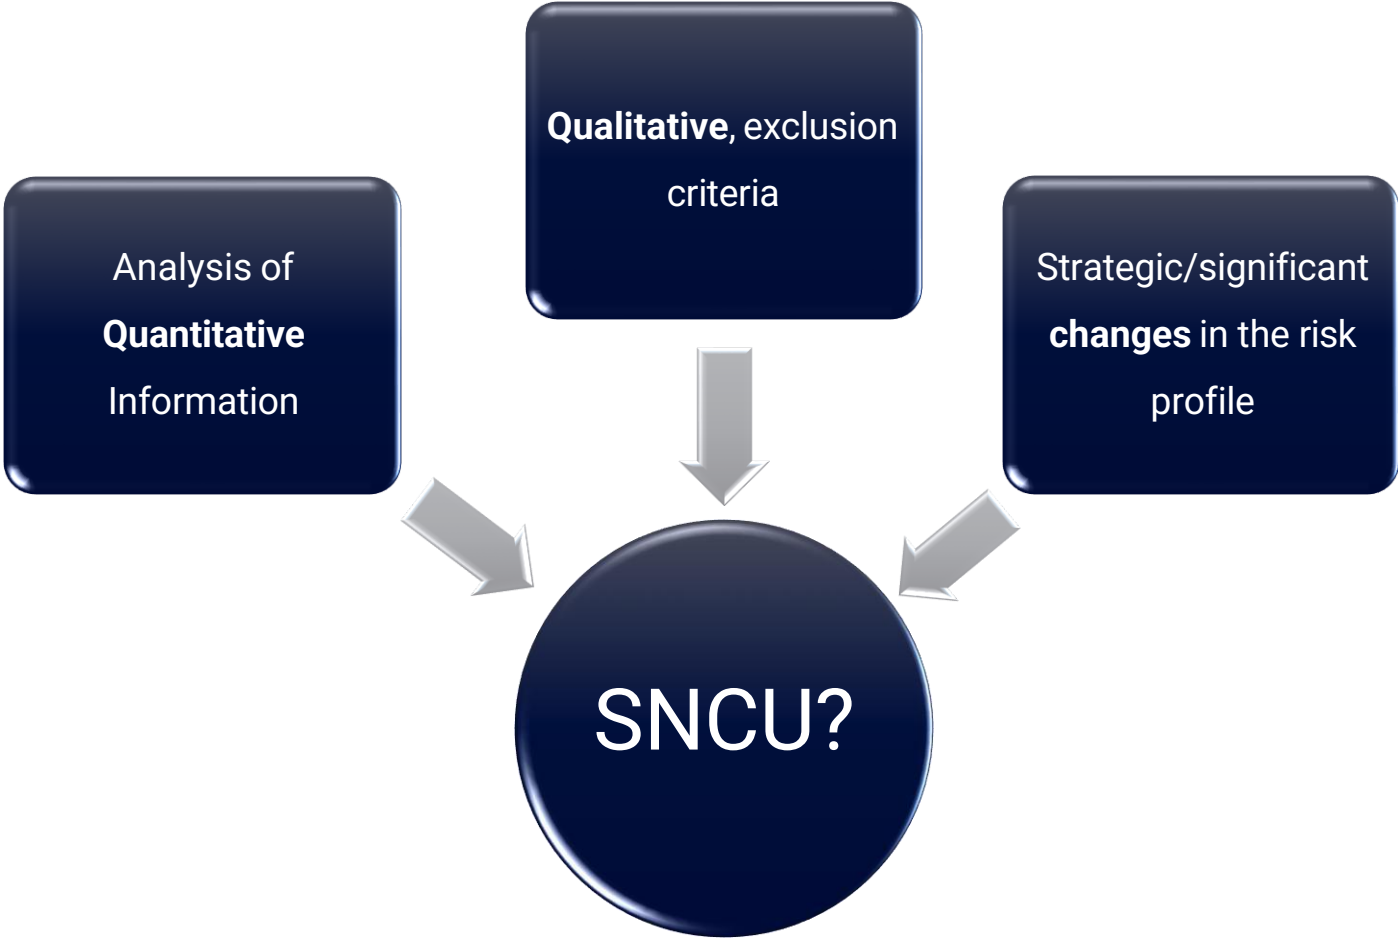 Analysis of
Quantitative
Information
Qualitative, exclusion
criteria
Strategic/significant
changes in the risk
profile
SNCU?